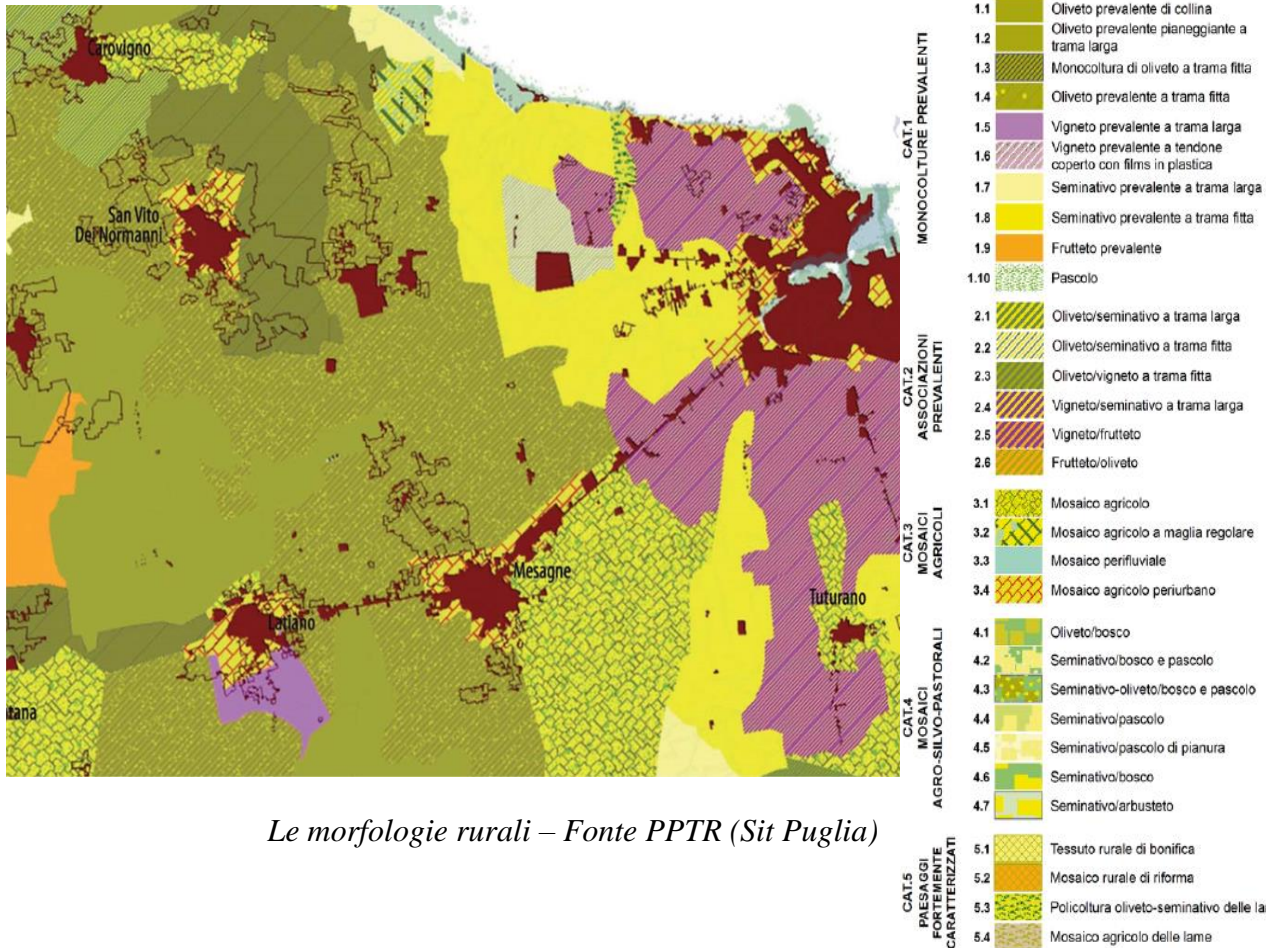 Carovigno
San Vito
Dei Normanni
Mesagne
Latiano
Tuturano
tana
Le morfologie rurali – Fonte PPTR (Sit Puglia)
CAT.1
MONOCOLTURE PREVALENTI
1.1 Oliveto prevalente di collina
1.2 Oliveto prevalente pianeggiante a
trama larga
1.3 Monocoltura di oliveto a trama fitta
1.4 Oliveto prevalente a trama fitta
1.5 Vigneto prevalente a trama larga
1.6 Vigneto prevalente a tendone
coperto con films in plastica
1.7 Seminativo prevalente a trama larga
1.8 Seminativo prevalente a trama fitta
1.9 Frutteto prevalente
1.10 Pascolo
CAT.2
ASSOCIAZIONI
PREVALENTI
2.1 Oliveto/seminativo a trama larga
2.2 Oliveto/seminativo a trama fitta
2.3 Oliveto/vigneto a trama fitta
2.4 Vigneto/seminativo a trama larga
2.5 Vigneto/frutteto
2.6 Frutteto/oliveto
CAT.3
MOSAICI
AGRICOLI
3.1 Mosaico agricolo
3.2 Mosaico agricolo a maglia regolare
3.3 Mosaico perifluviale
3.4 Mosaico agricolo periurbano
CAT.4
MOSAICI
AGRO-SILVO-PASTORALI
4.1 Oliveto/bosco
4.2 Seminativo/bosco e pascolo
4.3 Seminativo-oliveto/bosco e pascolo
4.4 Seminativo/pascolo
4.5 Seminativo/pascolo di pianura
4.6 Seminativo/bosco
4.7 Seminativo/arbusteto
CAT.5
PAESAGGI
FORTEMENTE
CARATTERIZZATI
5.1 Tessuto rurale di bonifica
5.2 Mosaico rurale di riforma
5.3 Policoltura oliveto-seminativo delle la
5.4 Mosaico agricolo delle lame